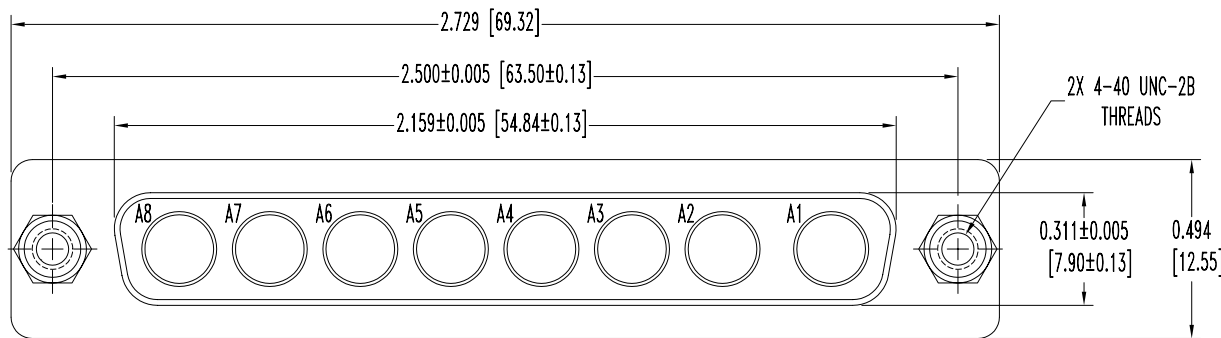 2.729 [69.32]
2.500±0.005 [63.50±0.13]
2X 4-40 UNC-2B
THREADS
2.159±0.005 [54.84±0.13]
A8 A7 A6 A5 A4 A3 A2 A1
0.311±0.005
[7.90±0.13]
0.494
[12.55]